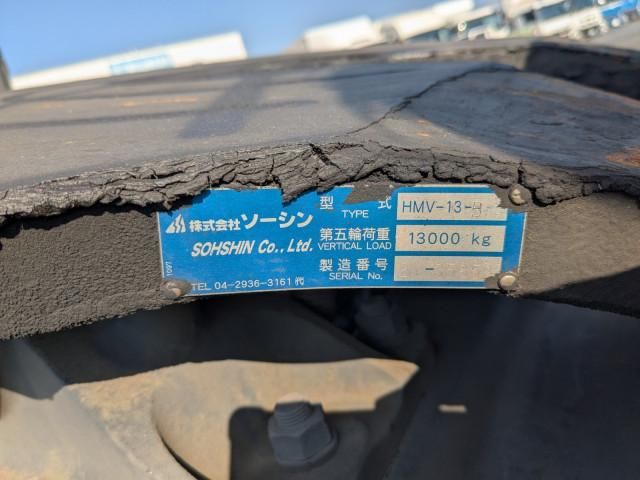 株式会社ソーシン
SOHSHIN Co., Ltd.
TEL 04-2936-3161 代
型 式 HMV-13-
TYPE
第五輪荷重 13000 kg
VERTICAL LOAD
製造番号 -
SERIAL No.